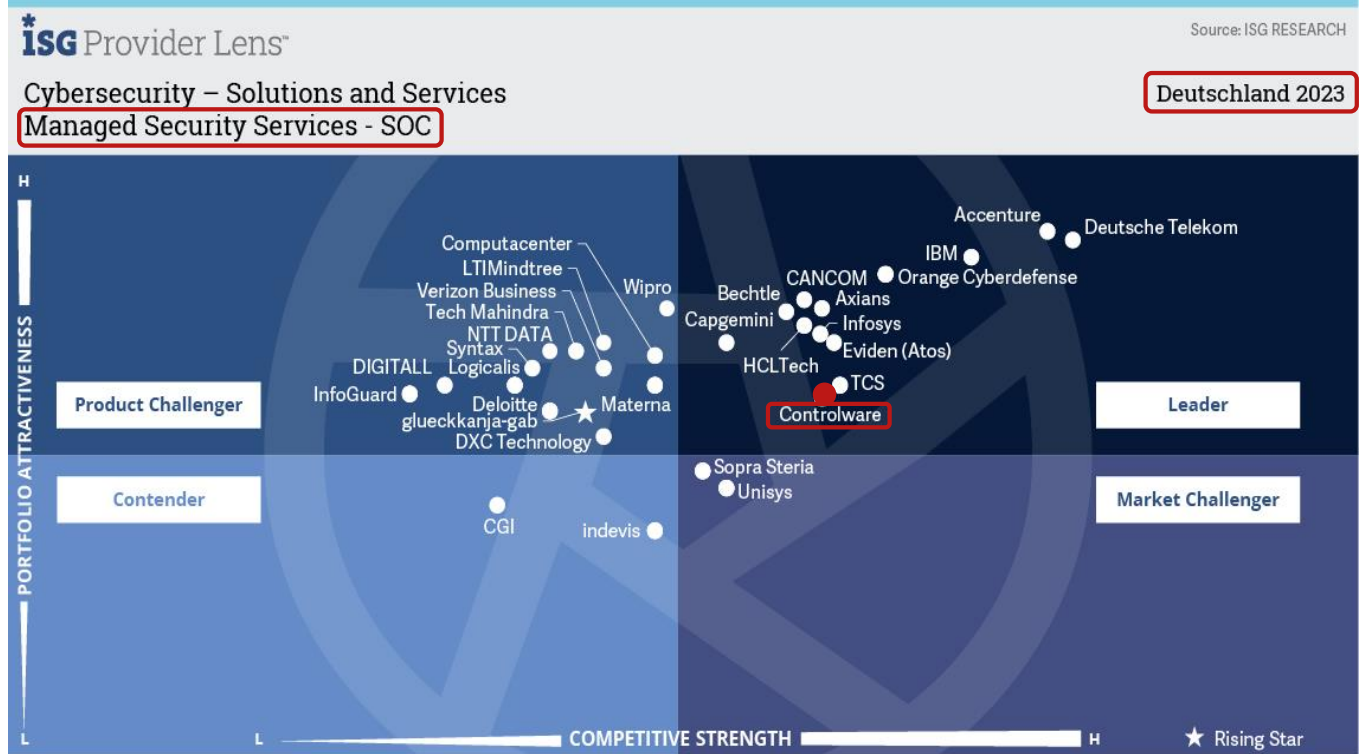 ISG Provider Lens™
Source: ISG RESEARCH
Cybersecurity – Solutions and Services
Managed Security Services - SOC
Deutschland 2023
H
Accenture
Deutsche Telekom
Computacenter
IBM
LTIMindtree
CANCOM
Orange Cyberdefense
Verizon Business
Wipro
Bechtle
Axians
Tech Mahindra
Capgemini
Infosys
NTT DATA
Syntax
Eviden (Atos)
DIGITALL
Logicalis
HCLTech
TCS
InfoGuard
Product Challenger
Deloitte
Materna
Controlware
Leader
glueckkanja-gab
DXC Technology
Sopra Steria
Unisys
Contender
Market Challenger
CGI
indevis
PORTFOLIO ATTRACTIVENESS
L
L
COMPETITIVE STRENGTH
H
★ Rising Star